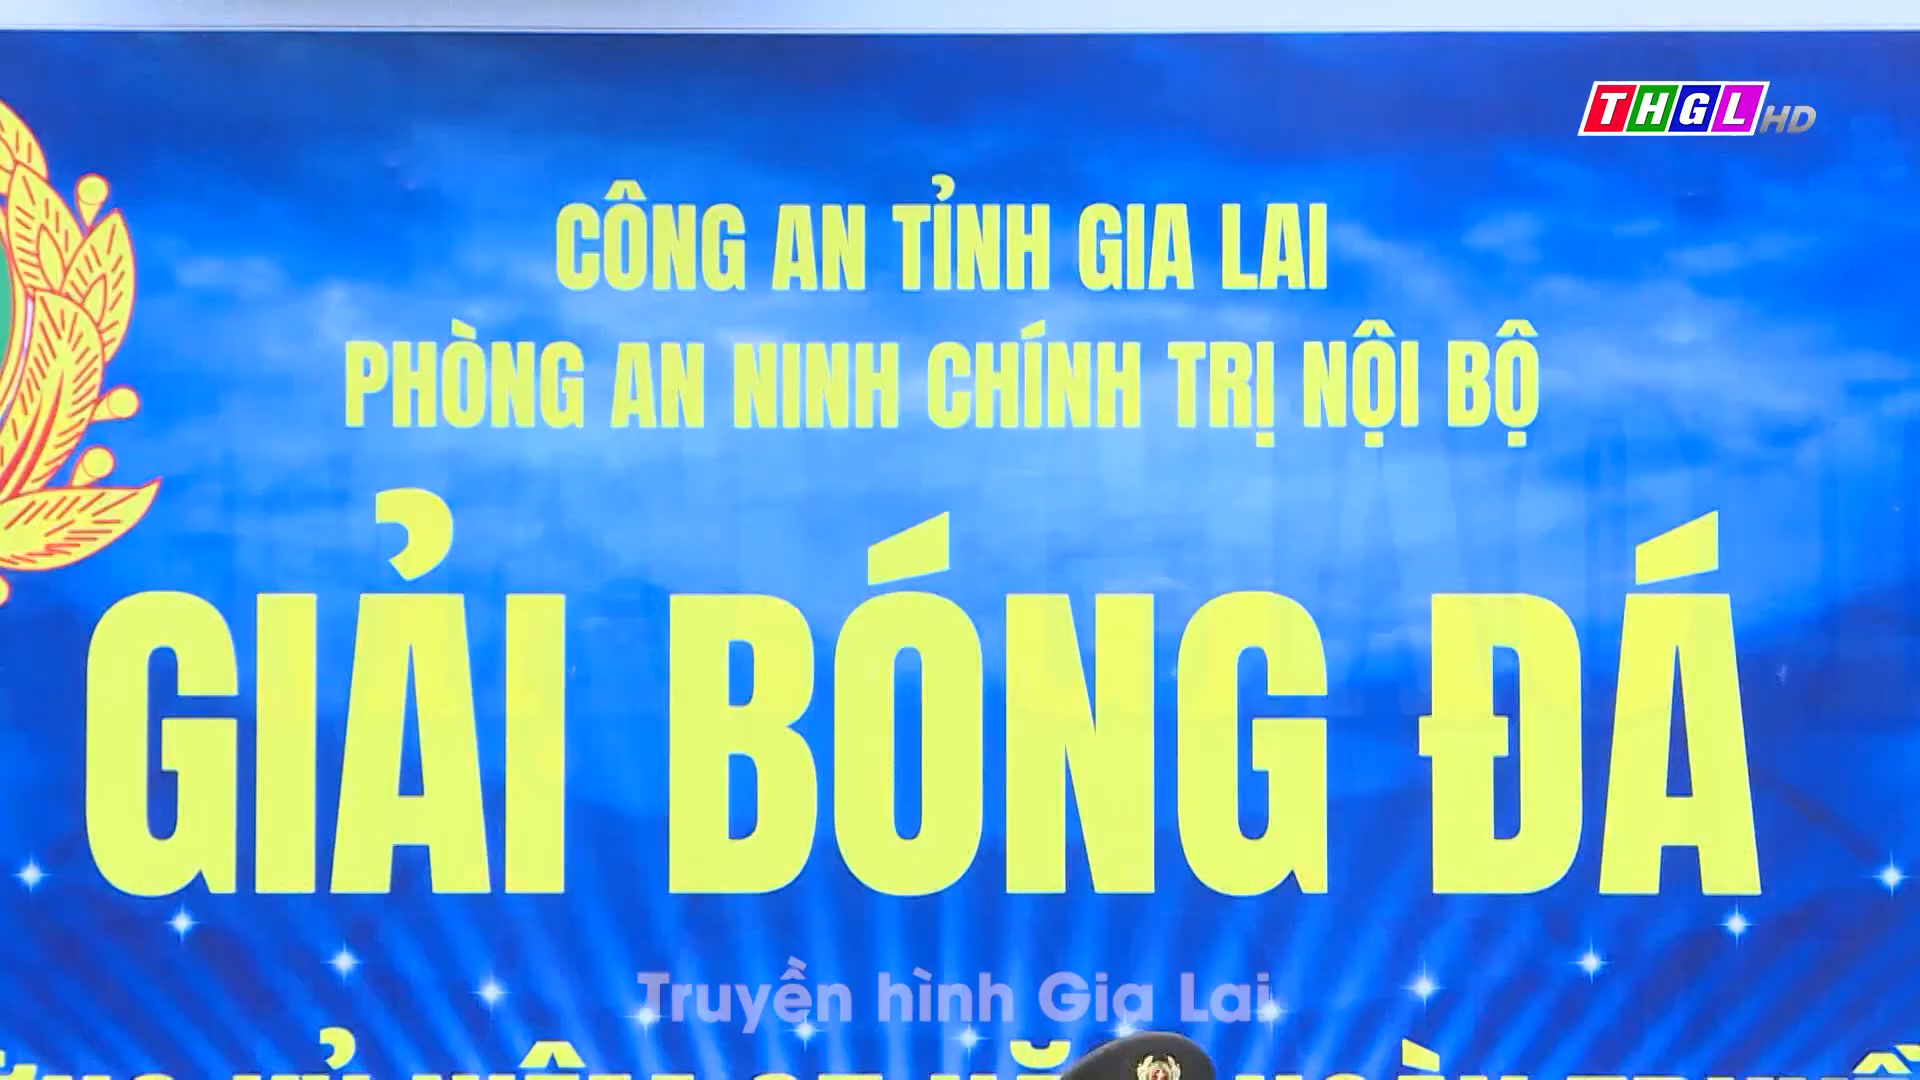 THGL HD
CÔNG AN TỈNH GIA LAI
PHÒNG AN NINH CHÍNH TRỊ NỘI BỘ
GIẢI BÓNG ĐÁ
Truyền hình Gia Lai